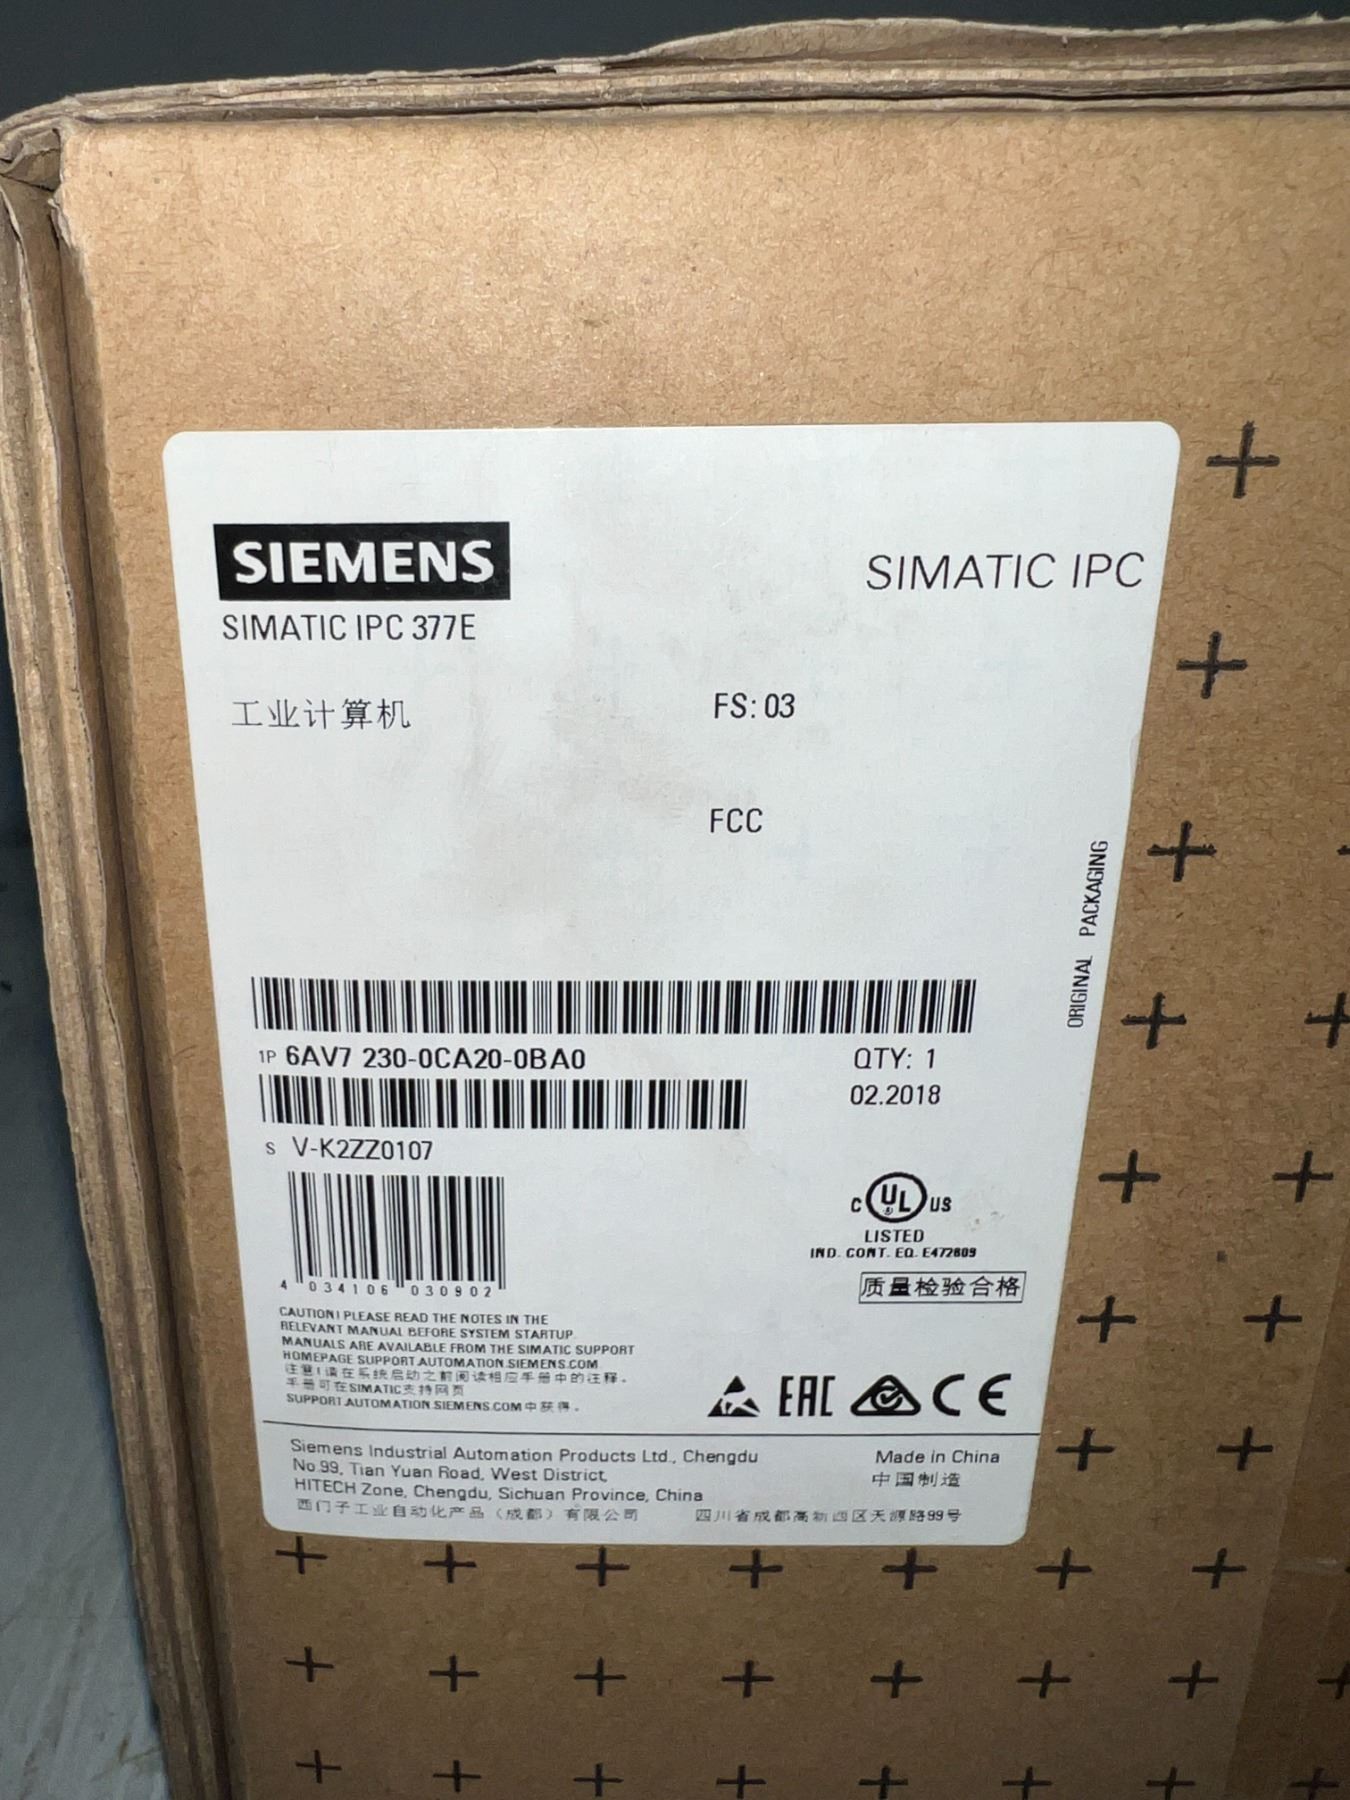 SIEMENS
SIMATIC IPC
SIMATIC IPC 377E
工业计算机
FS: 03
FCC
ORIGINAL PACKAGING
1P 6AV7 230-0CA20-0BA0
QTY: 1
02.2018
S V-K2ZZ0107
4 034106 030902
C UL US
LISTED
IND. CONT. EQ. E472609
质量检验合格
CAUTION! PLEASE READ THE NOTES IN THE
RELEVANT MANUAL BEFORE SYSTEM STARTUP.
MANUALS ARE AVAILABLE FROM THE SIMATIC SUPPORT
HOMEPAGE SUPPORT.AUTOMATION.SIEMENS.COM
注意!请在系统启动之前阅读相应手册中的注释。
手册可在SIMATIC支持网页
SUPPORT.AUTOMATION.SIEMENS.COM 中获得。
EAC CE
Siemens Industrial Automation Products Ltd., Chengdu
No.99, Tian Yuan Road, West District,
HITECH Zone, Chengdu, Sichuan Province, China
Made in China
中国制造
西门子工业自动化产品（成都）有限公司
四川省成都高新西区天源路99号